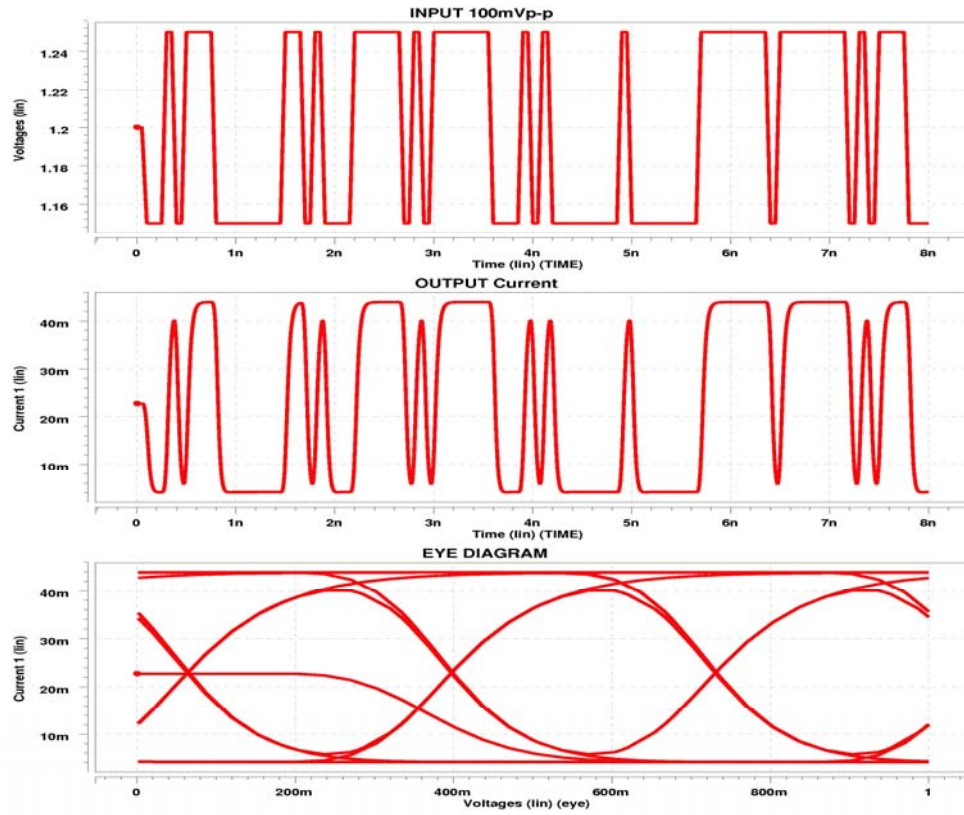 INPUT 100mVp-p
Voltages (lin)
1.24
1.22
1.2
1.18
1.16
0 1n 2n 3n 4n 5n 6n 7n 8n
Time (lin) (TIME)
OUTPUT Current
Current 1 (lin)
40m
30m
20m
10m
0 1n 2n 3n 4n 5n 6n 7n 8n
Time (lin) (TIME)
EYE DIAGRAM
Current 1 (lin)
40m
30m
20m
10m
0 200m 400m 600m 800m 1
Voltages (lin) (eye)